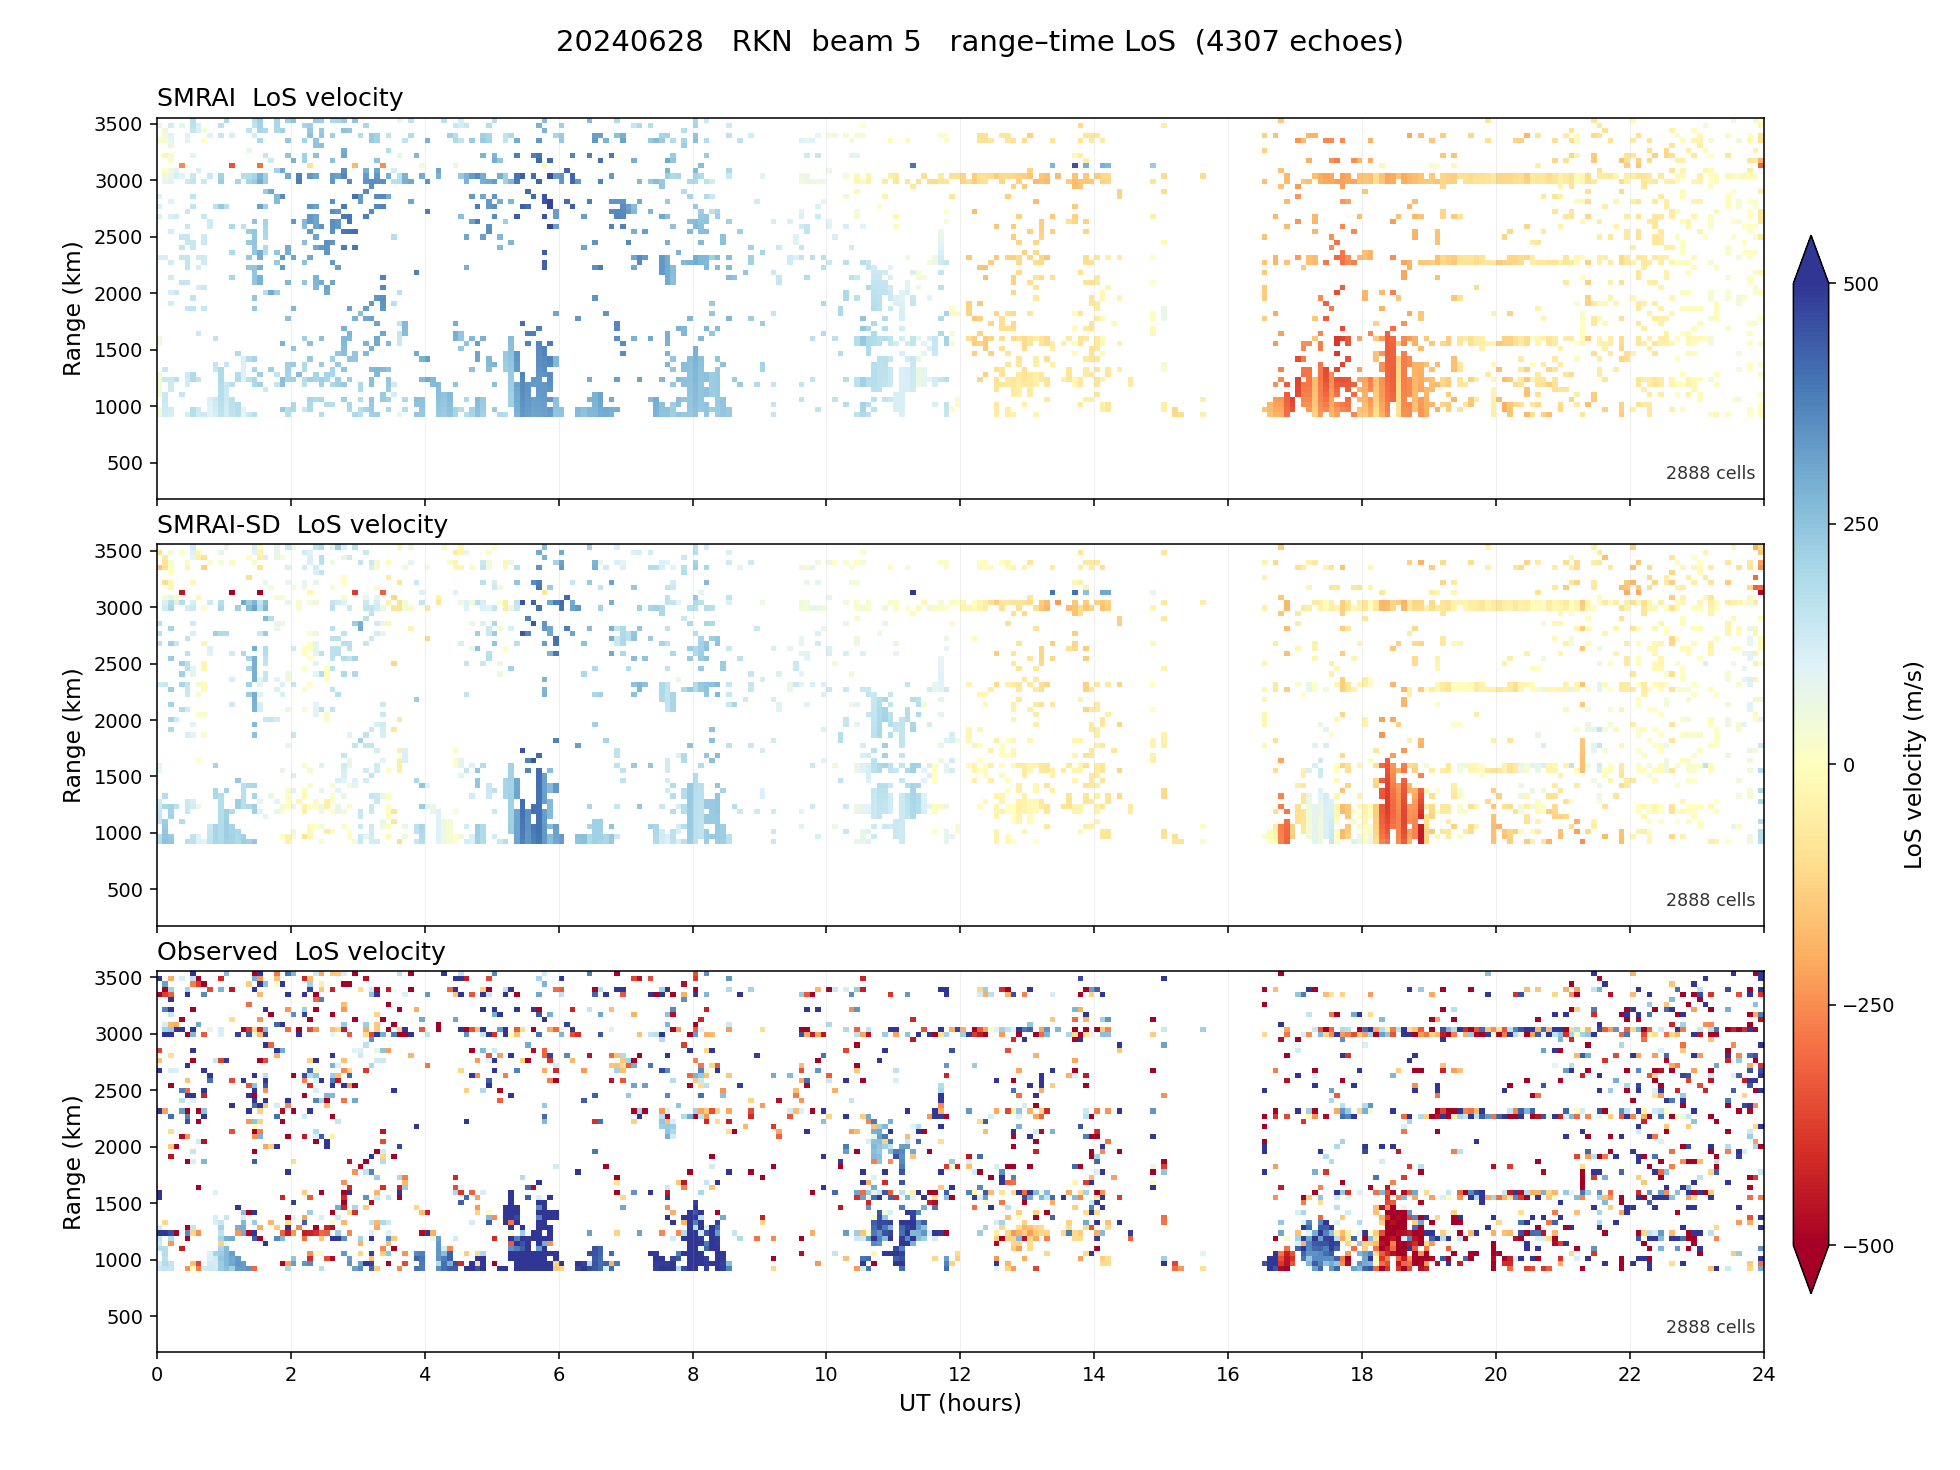 20240628   RKN  beam 5   range–time LoS  (4307 echoes)
SMRAI  LoS velocity
3500
3000
2500
2000
1500
1000
500
Range (km)
2888 cells
SMRAI-SD  LoS velocity
3500
3000
2500
2000
1500
1000
500
Range (km)
2888 cells
Observed  LoS velocity
3500
3000
2500
2000
1500
1000
500
Range (km)
2888 cells
0 2 4 6 8 10 12 14 16 18 20 22 24
UT (hours)
500
250
0
−250
−500
LoS velocity (m/s)